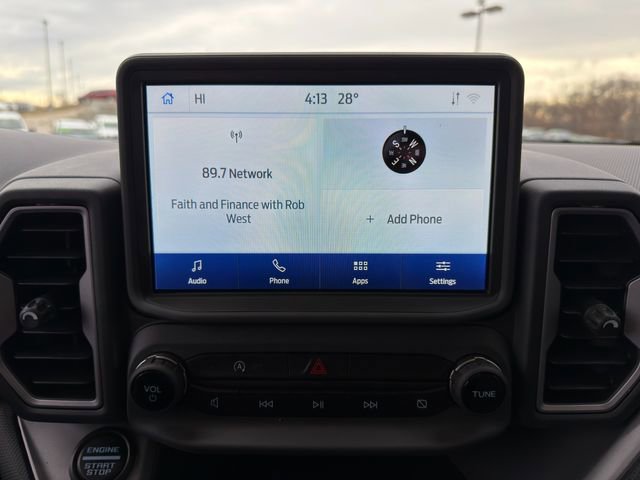 HI 4:13 28°
89.7 Network
Faith and Finance with Rob
West
S W E N
+ Add Phone
Audio Phone Apps Settings
VOL
TUNE
ENGINE
START
STOP